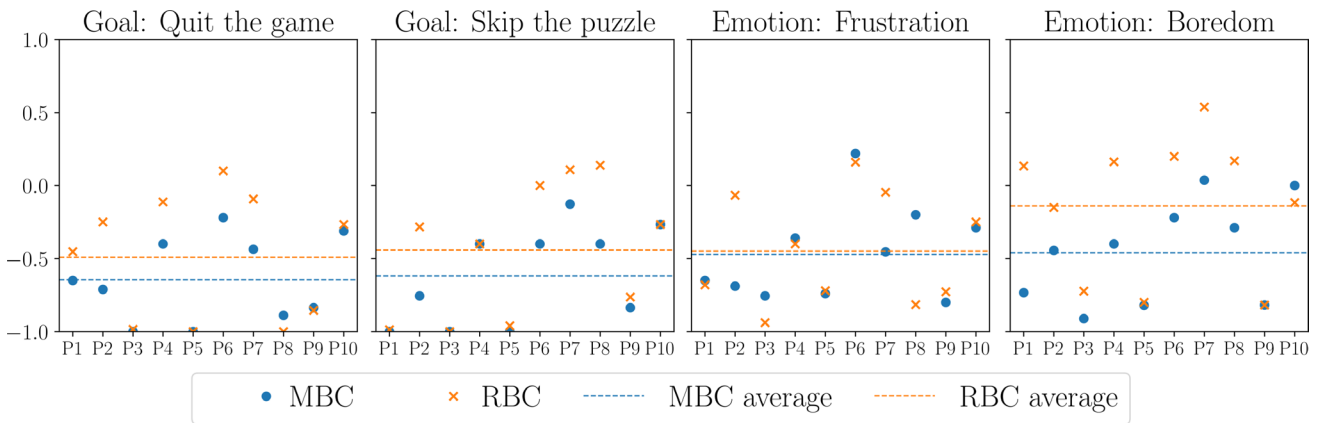 Goal: Quit the game Goal: Skip the puzzle Emotion: Frustration Emotion: Boredom
1.0
0.5
0.0
−0.5
−1.0
P1 P2 P3 P4 P5 P6 P7 P8 P9 P10 P1 P2 P3 P4 P5 P6 P7 P8 P9 P10 P1 P2 P3 P4 P5 P6 P7 P8 P9 P10 P1 P2 P3 P4 P5 P6 P7 P8 P9 P10
MBC RBC MBC average RBC average